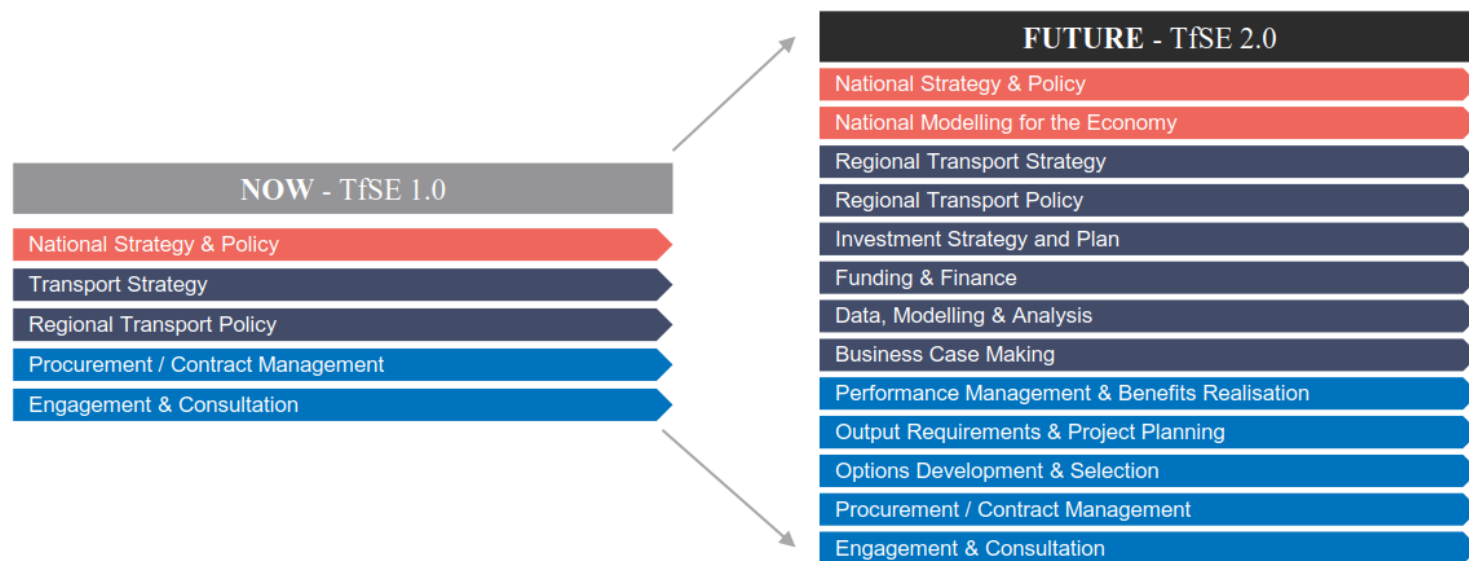 NOW - TfSE 1.0
National Strategy & Policy
Transport Strategy
Regional Transport Policy
Procurement / Contract Management
Engagement & Consultation
FUTURE - TfSE 2.0
National Strategy & Policy
National Modelling for the Economy
Regional Transport Strategy
Regional Transport Policy
Investment Strategy and Plan
Funding & Finance
Data, Modelling & Analysis
Business Case Making
Performance Management & Benefits Realisation
Output Requirements & Project Planning
Options Development & Selection
Procurement / Contract Management
Engagement & Consultation